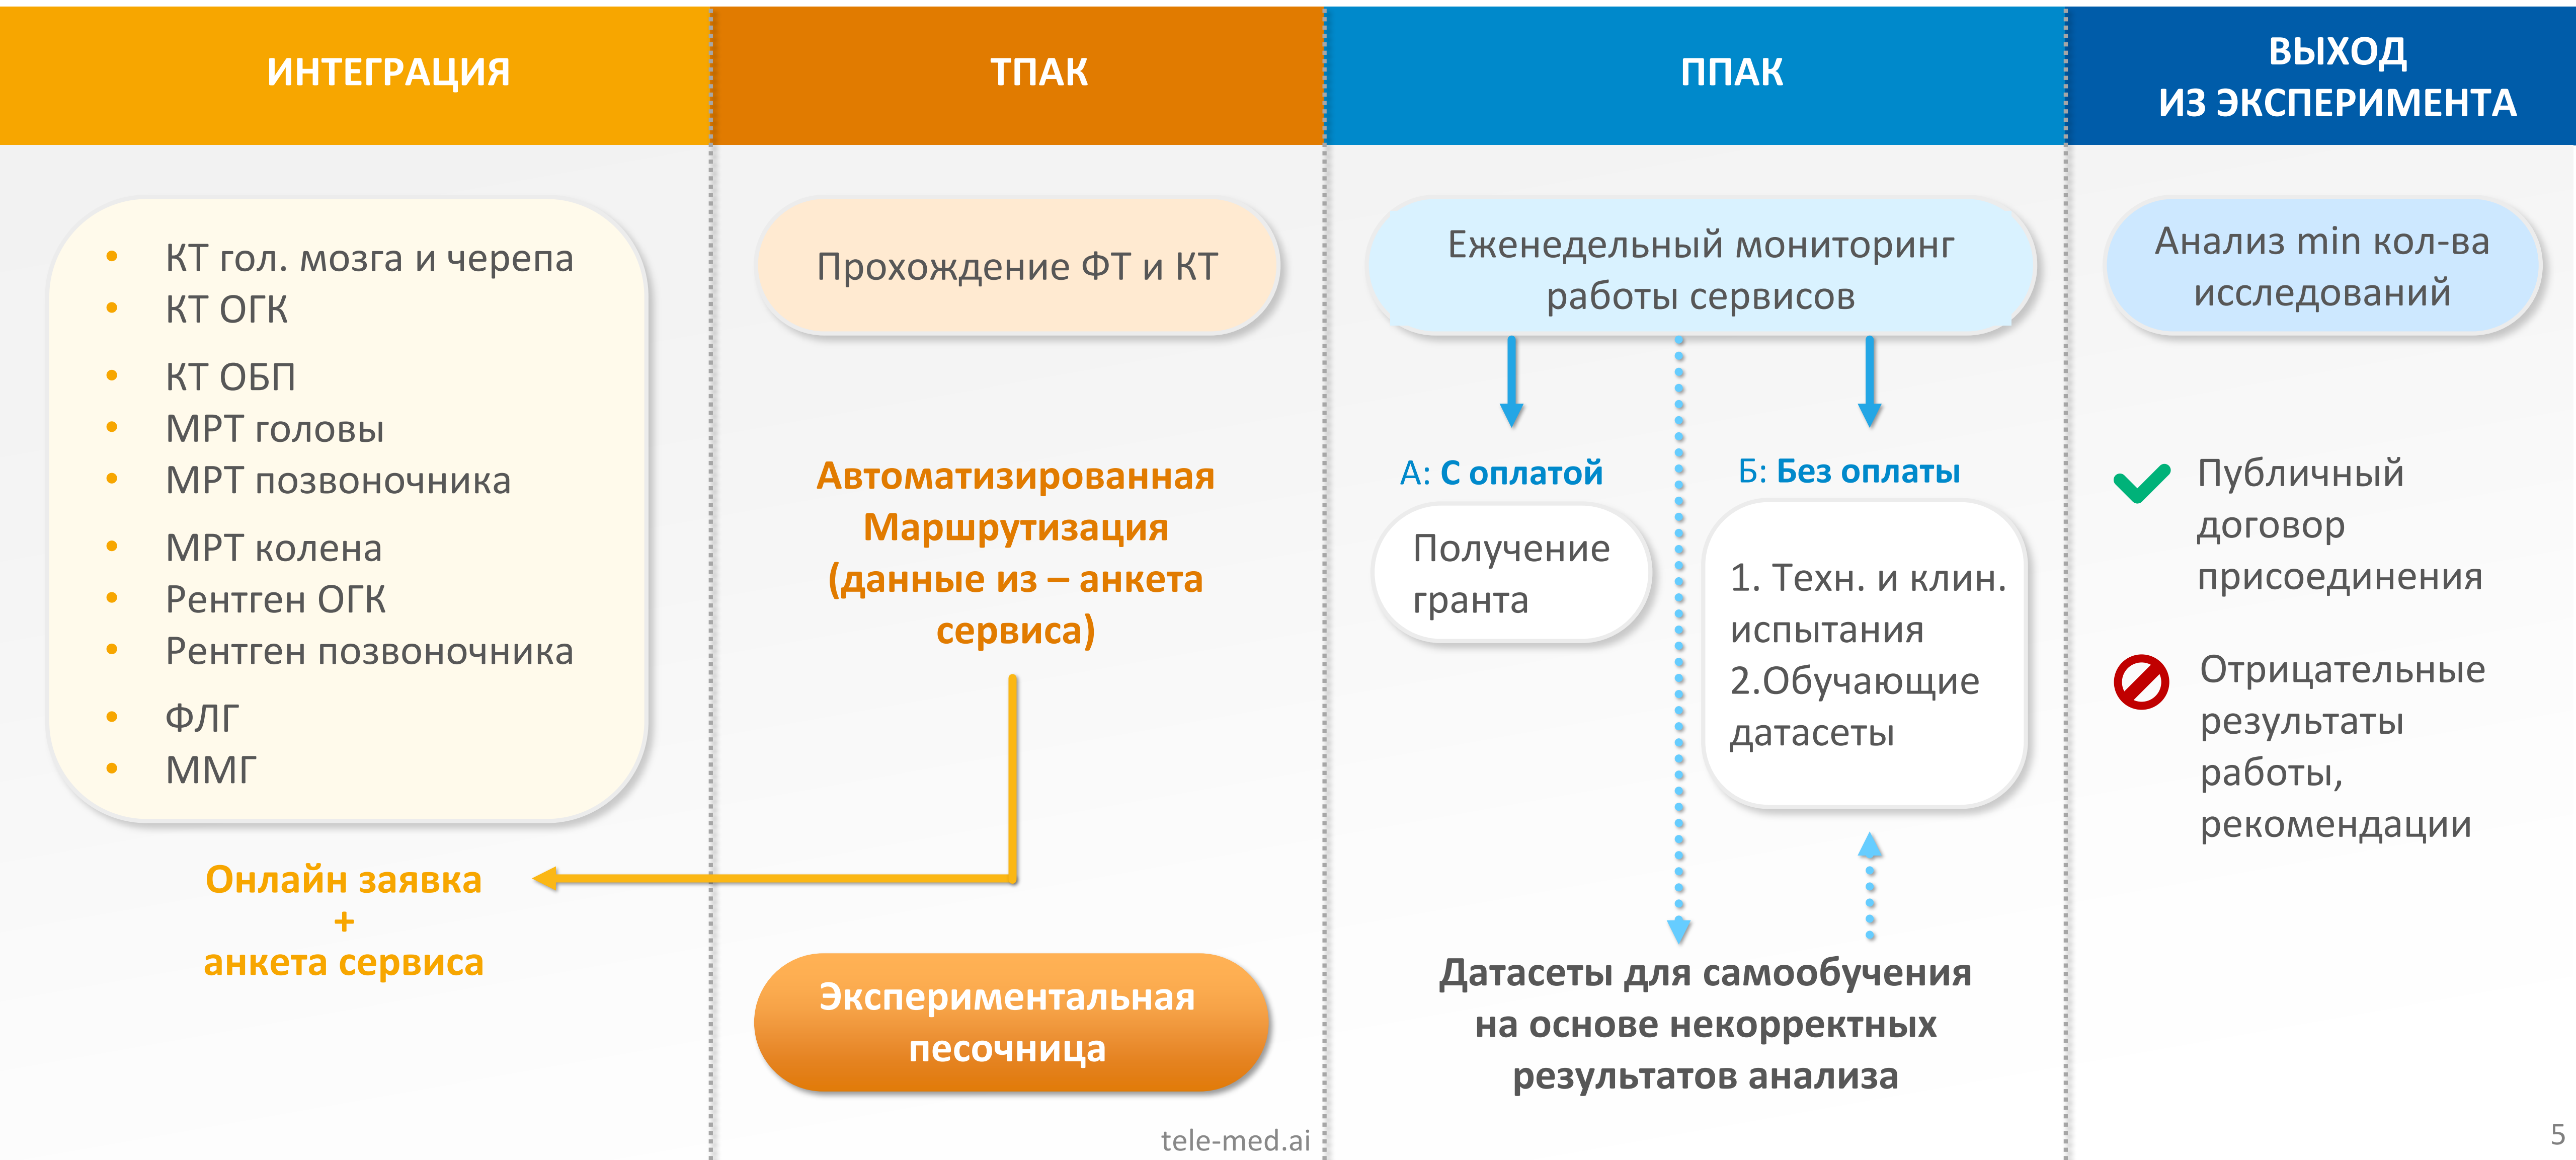 ИНТЕГРАЦИЯ
• КТ гол. мозга и черепа
• КТ ОГК
• КТ ОБП
• МРТ головы
• МРТ позвоночника
• МРТ колена
• Рентген ОГК
• Рентген позвоночника
• ФЛГ
• ММГ
Онлайн заявка
+
анкета сервиса
ТПАК
Прохождение ФТ и КТ
Автоматизированная
Маршрутизация
(данные из – анкета
сервиса)
Экспериментальная
песочница
ППАК
Еженедельный мониторинг
работы сервисов
А: С оплатой
Получение
гранта
Б: Без оплаты
1. Техн. и клин.
испытания
2.Обучающие
датасеты
Датасеты для самообучения
на основе некорректных
результатов анализа
ВЫХОД
ИЗ ЭКСПЕРИМЕНТА
Анализ min кол-ва
исследований
Публичный
договор
присоединения
Отрицательные
результаты
работы,
рекомендации
tele-med.ai
5